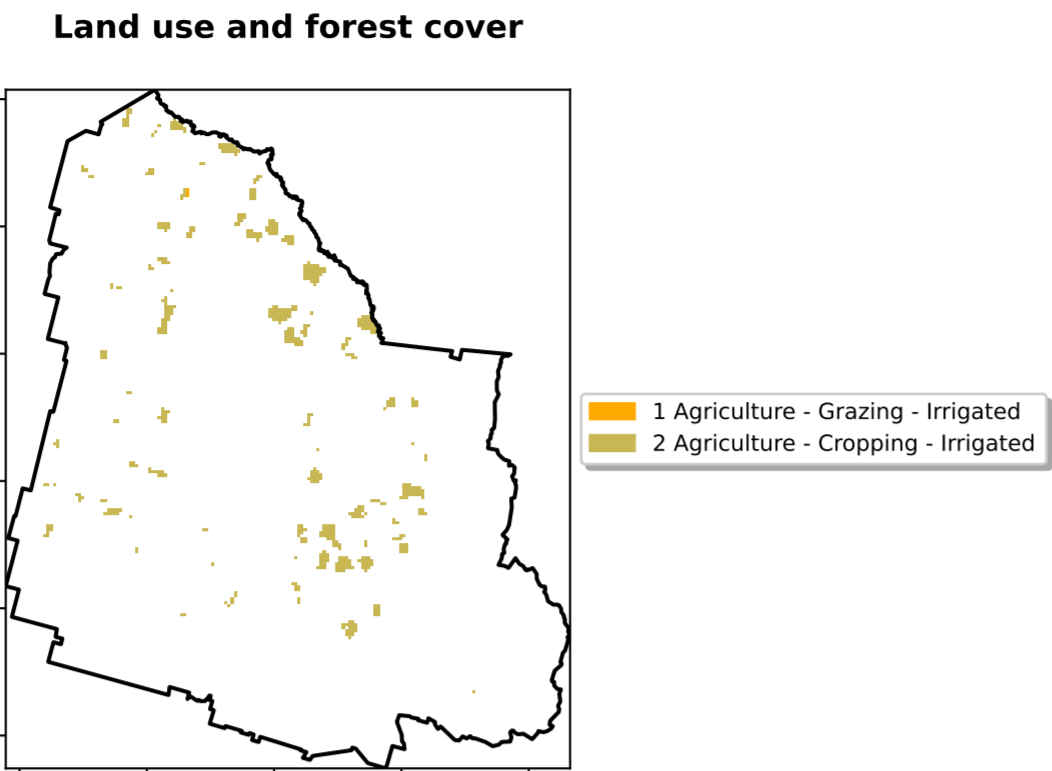 Land use and forest cover
1 Agriculture - Grazing - Irrigated
2 Agriculture - Cropping - Irrigated